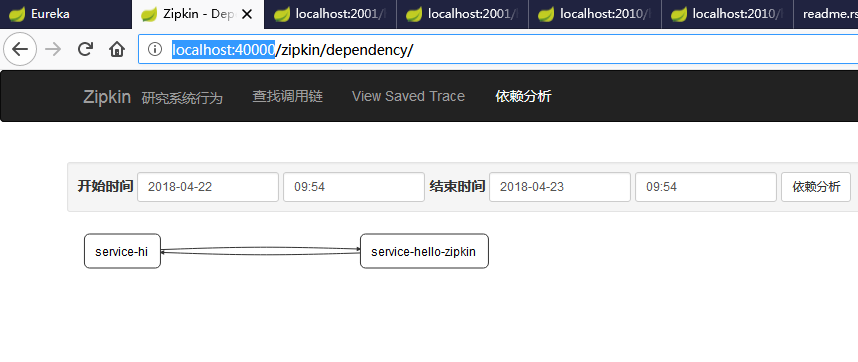 Eureka
Zipkin - Dep
localhost:2001/
localhost:2001/
localhost:2010/
localhost:2010/
readme.rs
localhost:40000/zipkin/dependency/
Zipkin 研究系统行为 查找调用链 View Saved Trace 依赖分析
开始时间 2018-04-22 09:54 结束时间 2018-04-23 09:54 依赖分析
service-hi
service-hello-zipkin